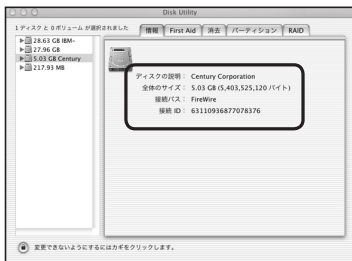 Disk Utility
1 ディスク と 0 ボリューム が選択されました
情報 First Aid 消去 パーティション RAID
28.63 GB IBM-
27.96 GB
5.03 GB Century
217.93 MB
ディスクの説明: Century Corporation
全体のサイズ: 5.03 GB (5,403,525,120 バイト)
接続バス: FireWire
接続 ID: 63110936877078376
変更できないようにするにはカギをクリックします。